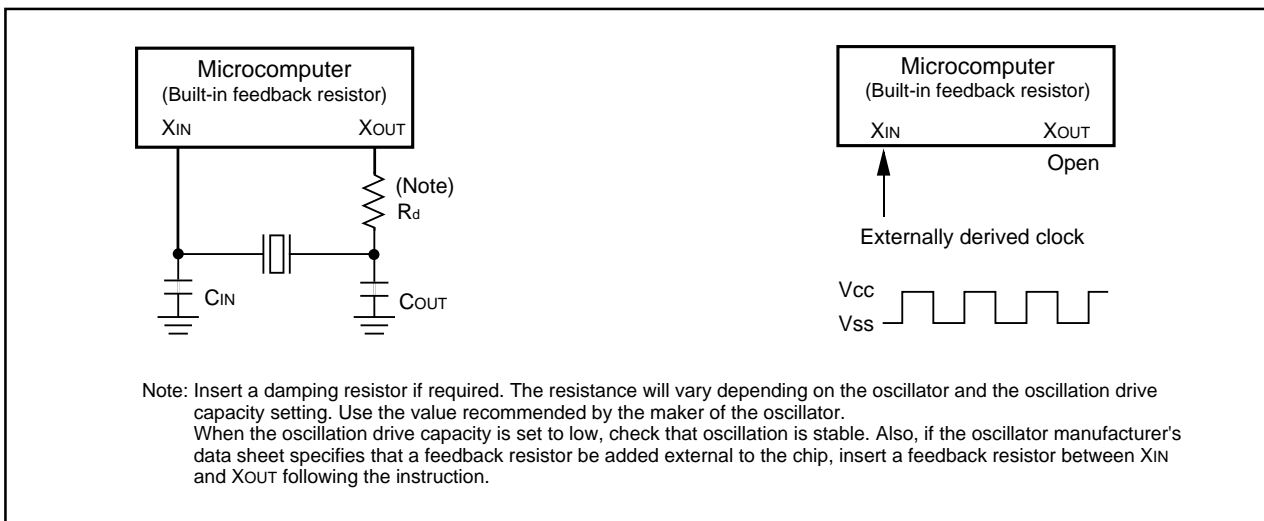 Microcomputer
(Built-in feedback resistor)
XIN
XOUT
(Note)
Rd
CIN
COUT
Microcomputer
(Built-in feedback resistor)
XIN
XOUT
Open
Externally derived clock
Vcc
Vss
Note: Insert a damping resistor if required. The resistance will vary depending on the oscillator and the oscillation drive
capacity setting. Use the value recommended by the maker of the oscillator.
When the oscillation drive capacity is set to low, check that oscillation is stable. Also, if the oscillator manufacturer's
data sheet specifies that a feedback resistor be added external to the chip, insert a feedback resistor between XIN
and XOUT following the instruction.